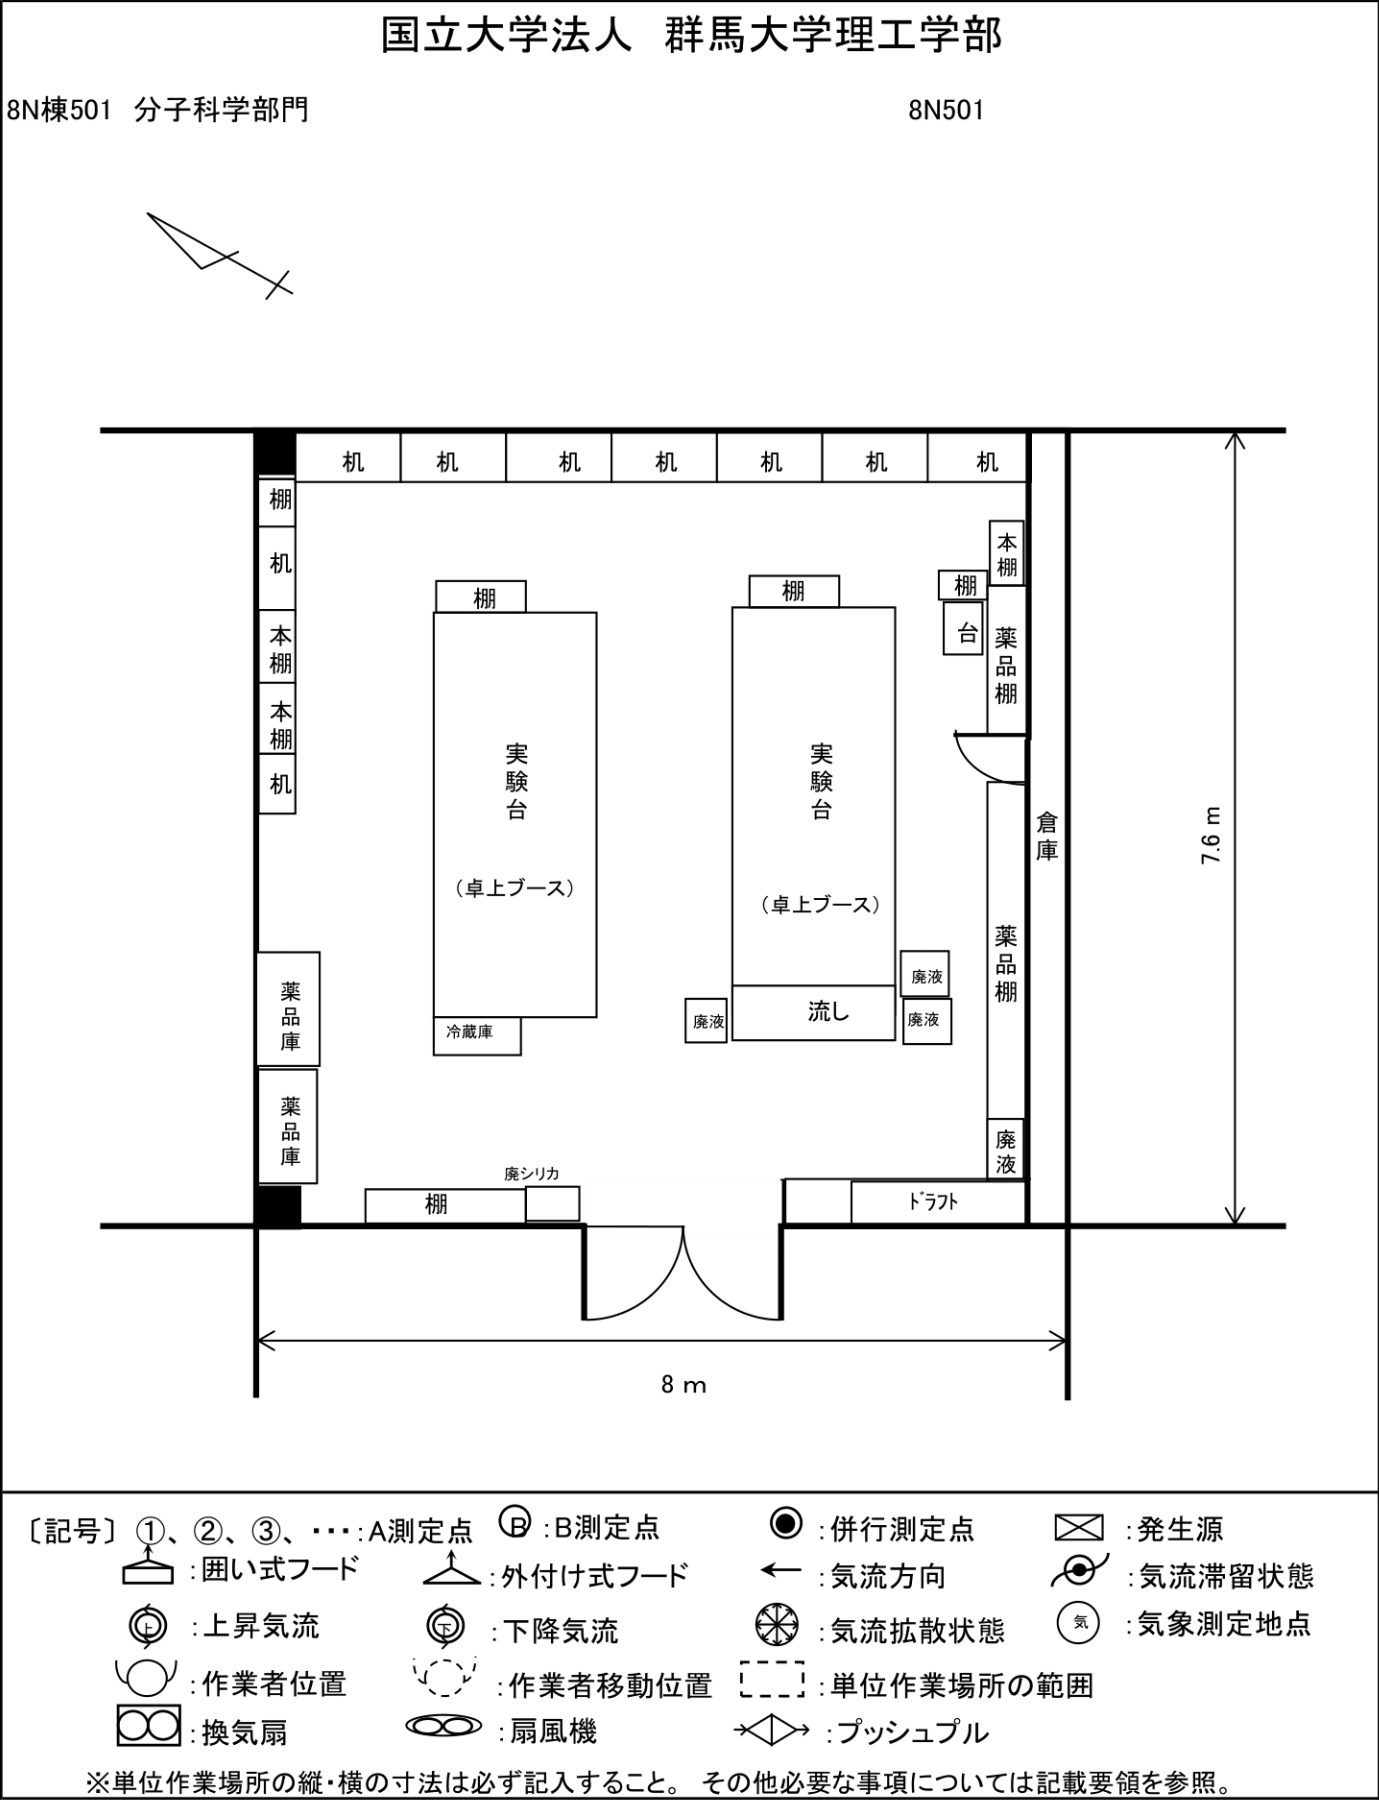 国立大学法人　群馬大学理工学部
8N棟501　分子科学部門
8N501
机
机
机
机
机
机
机
棚
机
本棚
本棚
机
棚
棚
本棚
棚
台
薬品棚
実験台
実験台
倉庫
7.6 m
（卓上ブース）
（卓上ブース）
薬品棚
薬品庫
廃液
流し
廃液
廃液
冷蔵庫
薬品庫
廃液
廃シリカ
棚
ﾄﾞﾗﾌﾄ
8 m
〔記号〕 ①、②、③、・・・：A測定点
B ：B測定点
：併行測定点
：発生源
：囲い式フード
：外付け式フード
：気流方向
：気流滞留状態
上 ：上昇気流
下 ：下降気流
：気流拡散状態
気 ：気象測定地点
：作業者位置
：作業者移動位置
：単位作業場所の範囲
：換気扇
：扇風機
：プッシュプル
※単位作業場所の縦・横の寸法は必ず記入すること。　その他必要な事項については記載要領を参照。